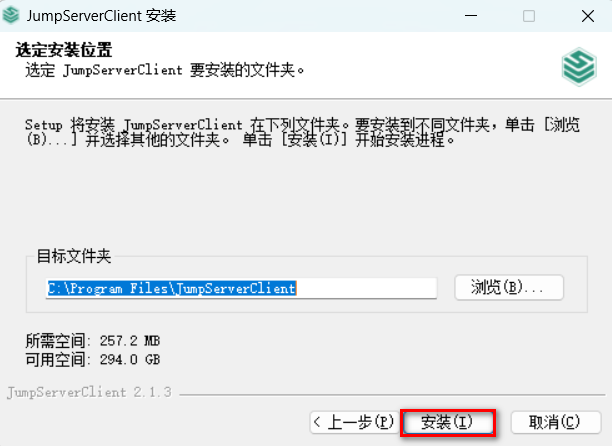 JumpServerClient 安装
选定安装位置
选定 JumpServerClient 要安装的文件夹。
Setup 将安装 JumpServerClient 在下列文件夹。要安装到不同文件夹，单击 [浏览
(B)...] 并选择其他的文件夹。 单击 [安装(I)] 开始安装进程。
目标文件夹
C:\Program Files\JumpServerClient
浏览(B)...
所需空间: 257.2 MB
可用空间: 294.0 GB
JumpServerClient 2.1.3
< 上一步(P)
安装(I)
取消(C)